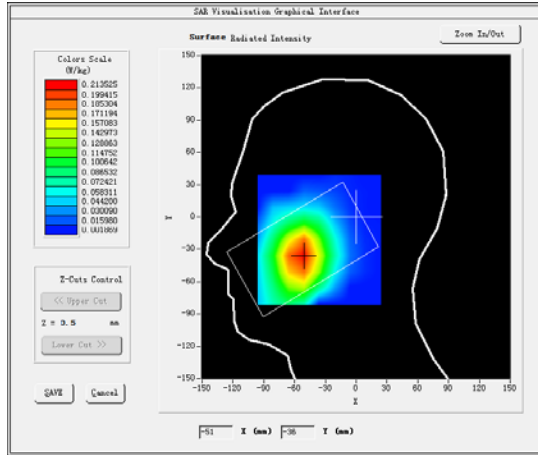 SAR Visualisation Graphical Interface
Surface Radiated Intensity
Zoom In/Out
Colors Scale
(W/kg)
0.213525
0.199415
0.185304
0.171194
0.157083
0.142973
0.128863
0.114752
0.100642
0.086532
0.072421
0.058311
0.044200
0.030090
0.015980
0.001869
Z-Cuts Control
<< Upper Cut
Z = 0.5 mm
Lower Cut >>
SAVE
Cancel
150
120
90
60
30
0
-30
-60
-90
-120
-150
Y
-150 -120 -90 -60 -30 0 30 60 90 120 150
X
-51 X (mm) -36 Y (mm)